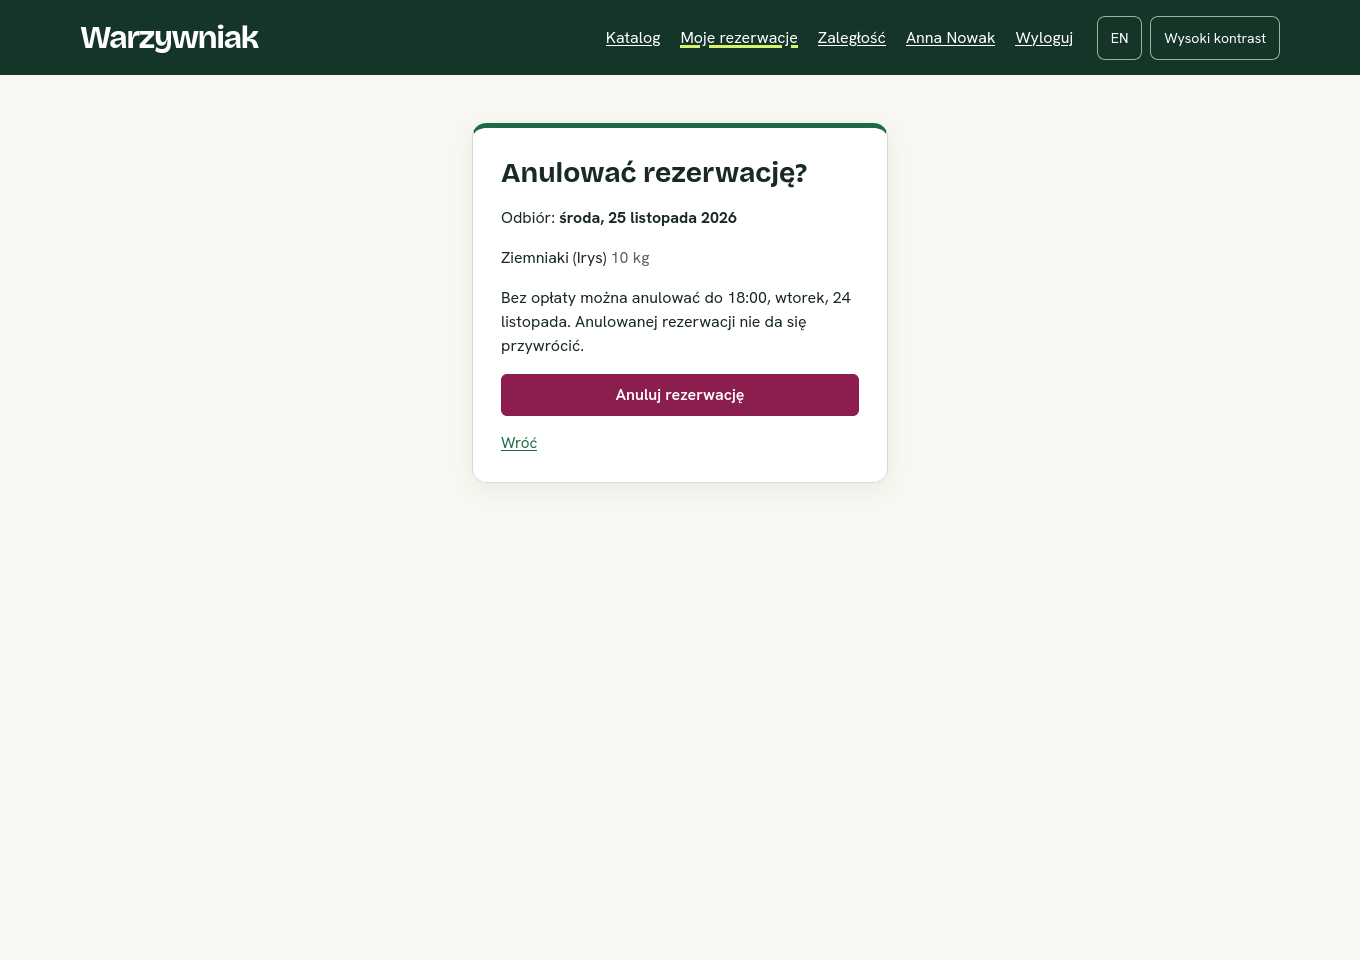 Warzywniak
Katalog Moje rezerwacje Zaległość Anna Nowak Wyloguj EN Wysoki kontrast
Anulować rezerwację?
Odbiór: środa, 25 listopada 2026
Ziemniaki (Irys) 10 kg
Bez opłaty można anulować do 18:00, wtorek, 24
listopada. Anulowanej rezerwacji nie da się
przywrócić.
Anuluj rezerwację
Wróć